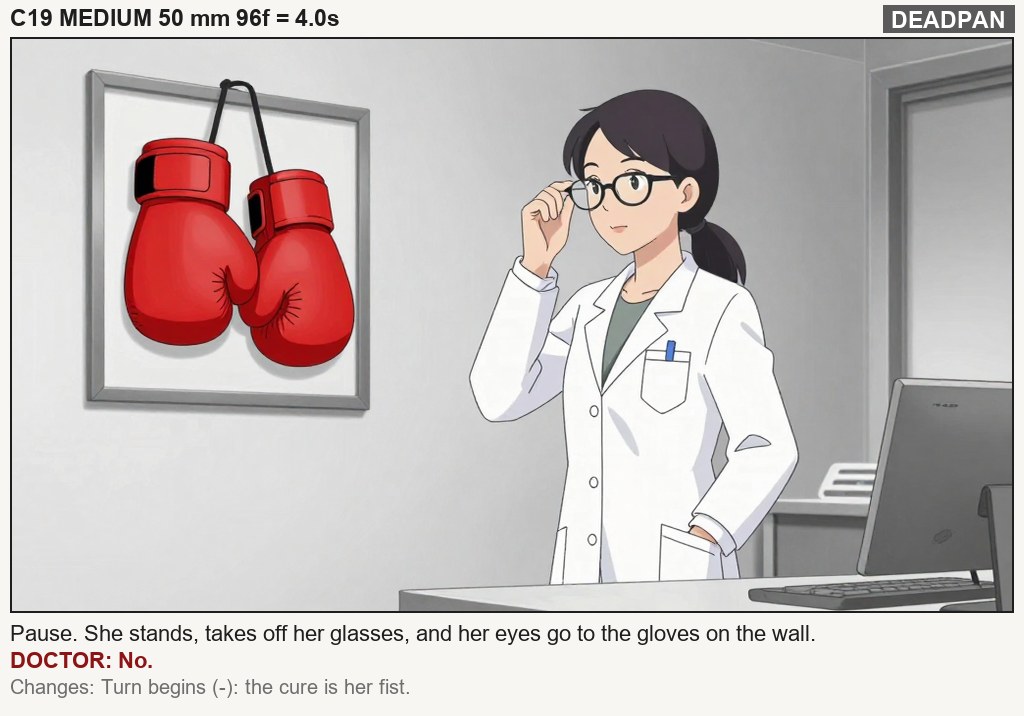 C19 MEDIUM 50 mm 96f = 4.0s
DEADPAN
Pause. She stands, takes off her glasses, and her eyes go to the gloves on the wall.
DOCTOR: No.
Changes: Turn begins (-): the cure is her fist.